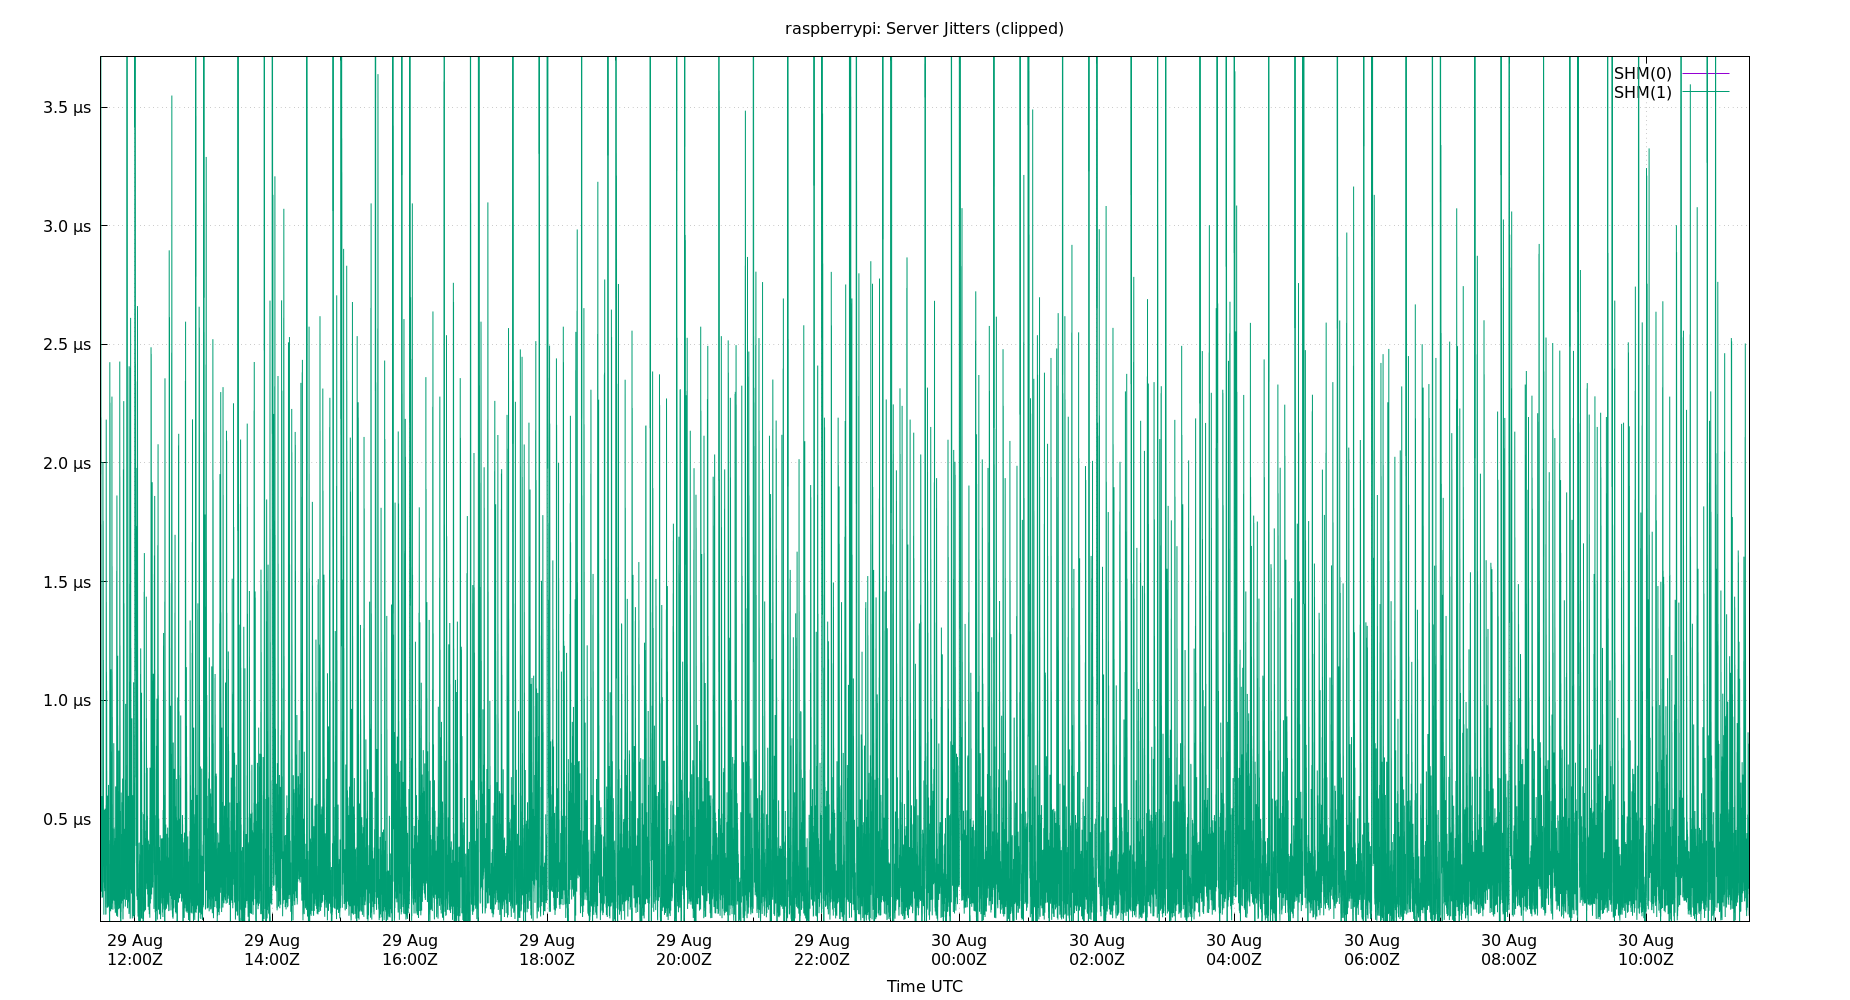 raspberrypi: Server Jitters (clipped)
SHM(0)
SHM(1)
3.5 μs
3.0 μs
2.5 μs
2.0 μs
1.5 μs
1.0 μs
0.5 μs
29 Aug 29 Aug 29 Aug 29 Aug 29 Aug 29 Aug 30 Aug 30 Aug 30 Aug 30 Aug 30 Aug 30 Aug
12:00Z 14:00Z 16:00Z 18:00Z 20:00Z 22:00Z 00:00Z 02:00Z 04:00Z 06:00Z 08:00Z 10:00Z
Time UTC